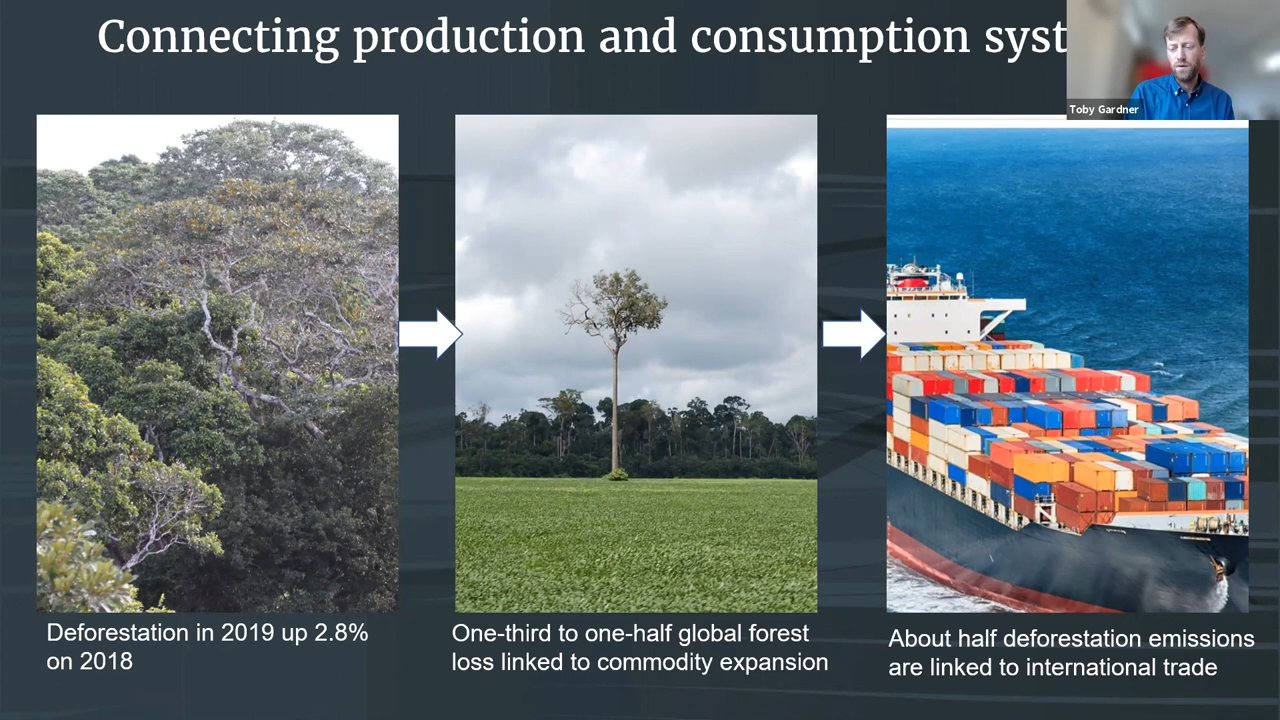 Connecting production and consumption syst
Toby Gardner
Deforestation in 2019 up 2.8%
on 2018
One-third to one-half global forest
loss linked to commodity expansion
About half deforestation emissions
are linked to international trade